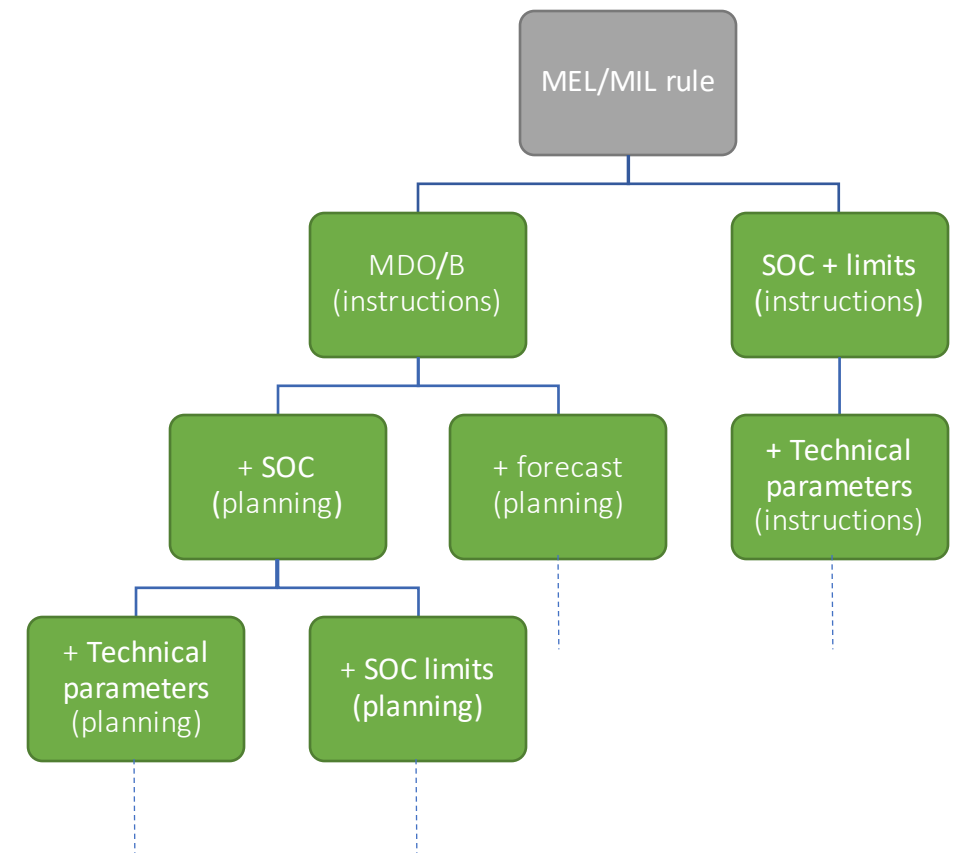 MEL/MIL rule
MDO/B
(instructions)
SOC + limits
(instructions)
+ SOC
(planning)
+ forecast
(planning)
+ Technical
parameters
(instructions)
+ Technical
parameters
(planning)
+ SOC limits
(planning)